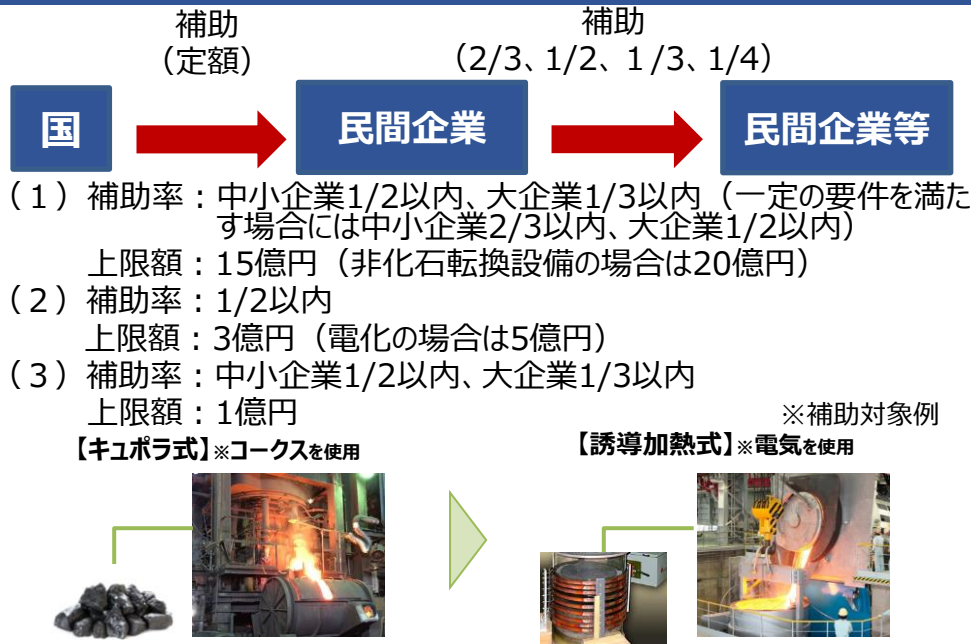 補助
（定額）
補助
（2/3、1/2、1/3、1/4）
国
民間企業
民間企業等
（1）補助率：中小企業1/2以内、大企業1/3以内（一定の要件を満た
す場合には中小企業2/3以内、大企業1/2以内）
上限額：15億円（非化石転換設備の場合は20億円）
（2）補助率：1/2以内
上限額：3億円（電化の場合は5億円）
（3）補助率：中小企業1/2以内、大企業1/3以内
上限額：1億円
※補助対象例
【キュポラ式】※コークスを使用
【誘導加熱式】※電気を使用